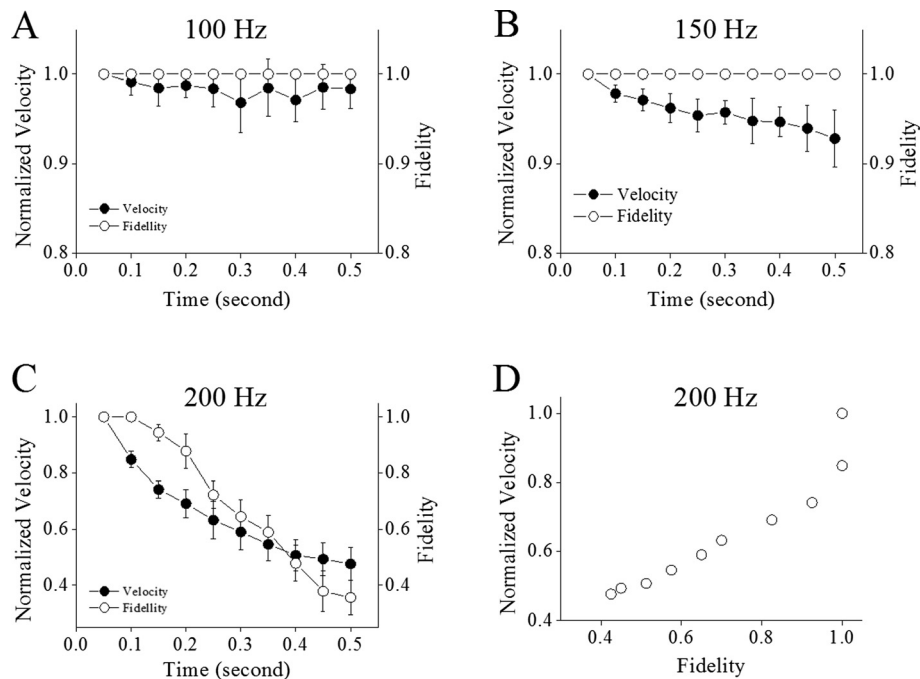 A
100 Hz
Normalized Velocity
1.0
0.9
0.8
1.0
0.9
0.8
Fidelity
Velocity
Fidellity
0.0 0.1 0.2 0.3 0.4 0.5
Time (second)
B
150 Hz
Normalized Velocity
1.0
0.9
0.8
1.0
0.9
0.8
Fidelity
Velocity
Fidelity
0.0 0.1 0.2 0.3 0.4 0.5
Time (second)
C
200 Hz
Normalized Velocity
1.0
0.8
0.6
0.4
1.0
0.8
0.6
0.4
Fidelity
Velocity
Fidellity
0.0 0.1 0.2 0.3 0.4 0.5
Time (second)
D
200 Hz
Normalized Velocity
1.0
0.8
0.6
0.4
0.4 0.6 0.8 1.0
Fidelity